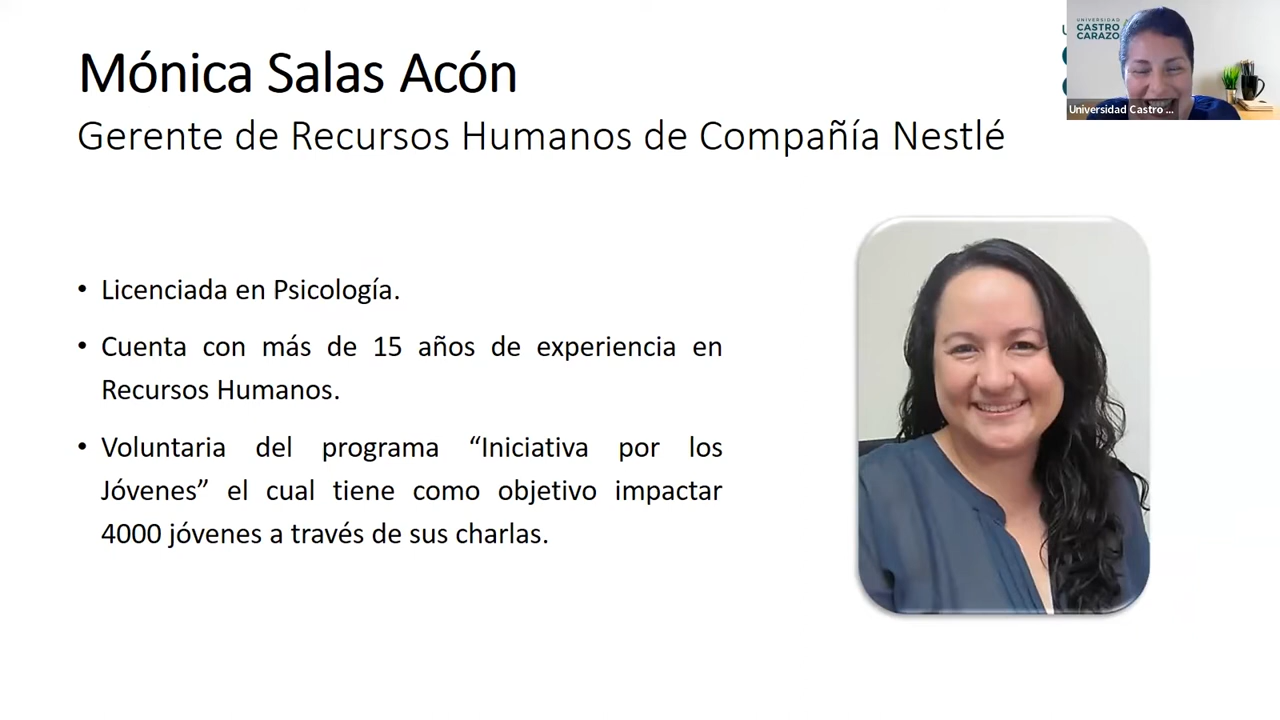 Mónica Salas Acón
Gerente de Recursos Humanos de Compañía Nestlé
• Licenciada en Psicología.
• Cuenta con más de 15 años de experiencia en
Recursos Humanos.
• Voluntaria del programa “Iniciativa por los
Jóvenes” el cual tiene como objetivo impactar
4000 jóvenes a través de sus charlas.
UNIVERSIDAD
CASTRO
CARAZO
Universidad Castro ...